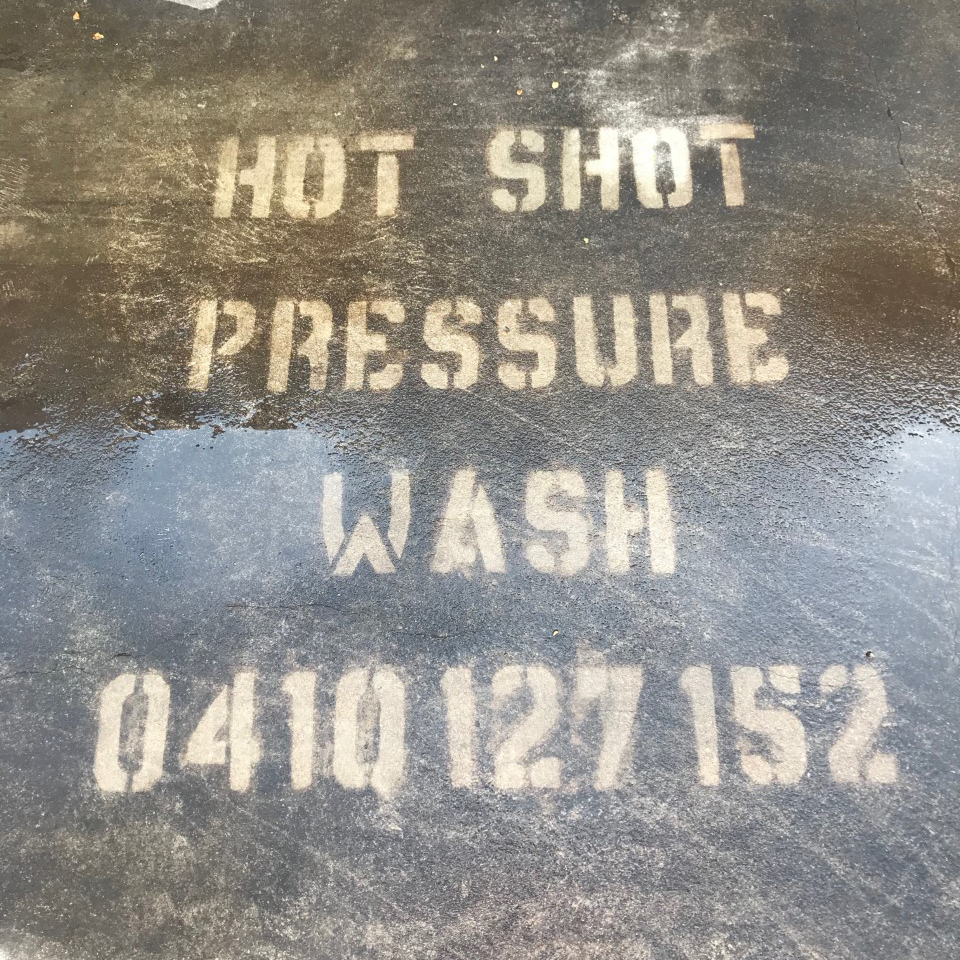 HOT SHOT
PRESSURE
WASH
0410 127 152